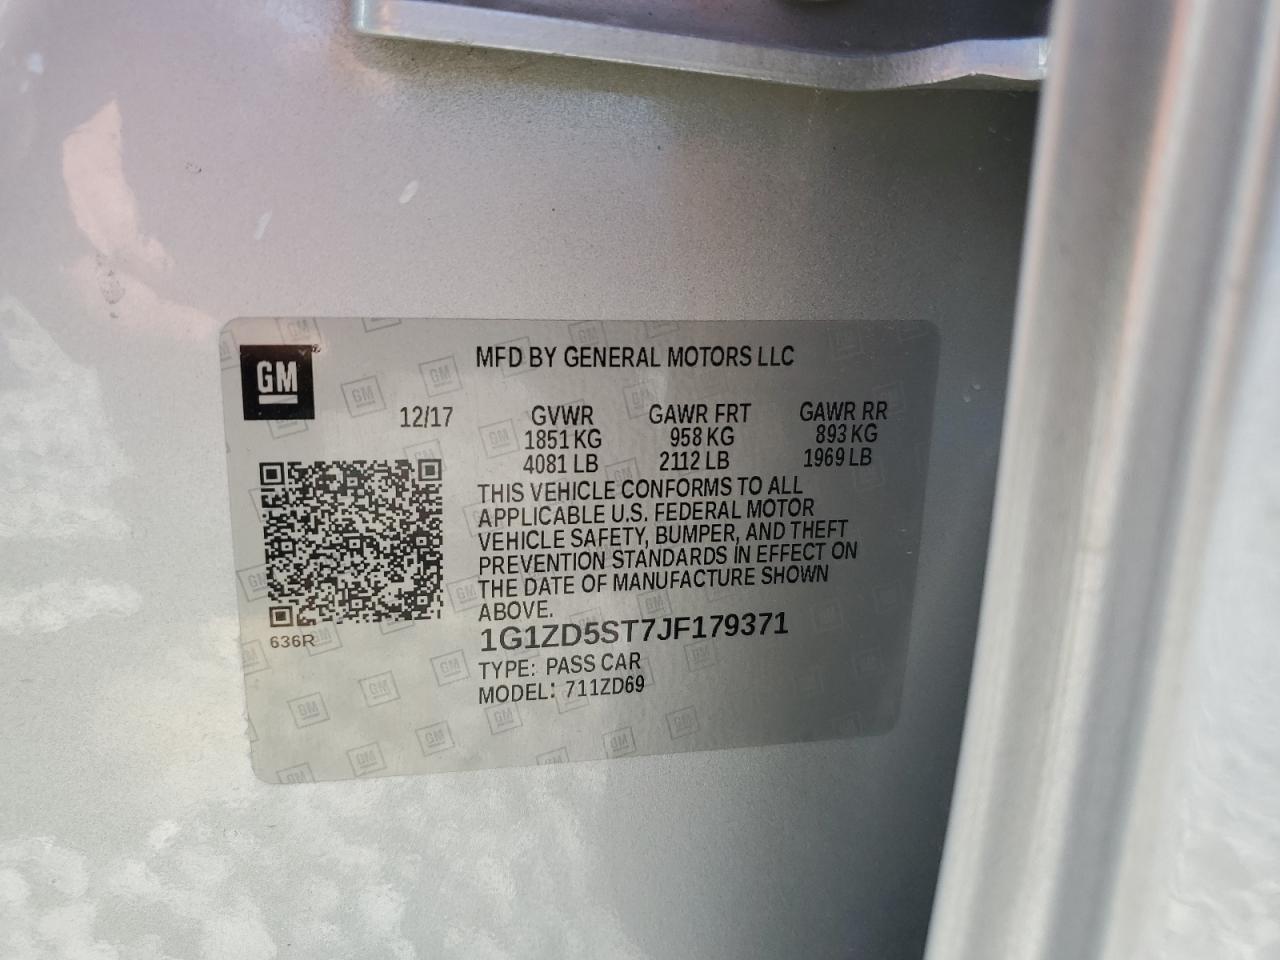 GM
MFD BY GENERAL MOTORS LLC
12/17 GVWR GAWR FRT GAWR RR
1851 KG 958 KG 893 KG
4081 LB 2112 LB 1969 LB
THIS VEHICLE CONFORMS TO ALL
APPLICABLE U.S. FEDERAL MOTOR
VEHICLE SAFETY, BUMPER, AND THEFT
PREVENTION STANDARDS IN EFFECT ON
THE DATE OF MANUFACTURE SHOWN
ABOVE.
636R
1G1ZD5ST7JF179371
TYPE: PASS CAR
MODEL: 711ZD69